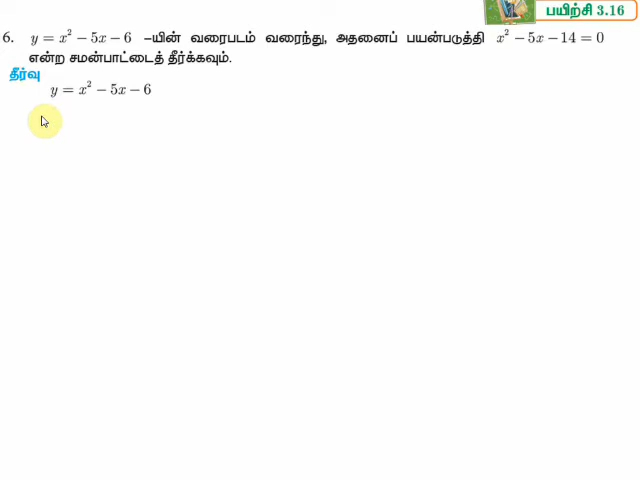 பயிற்சி 3.16
6. y = x² − 5x − 6 –யின் வரைபடம் வரைந்து, அதனைப் பயன்படுத்தி x² − 5x − 14 = 0
என்ற சமன்பாட்டைத் தீர்க்கவும்.
தீர்வு
y = x² − 5x − 6